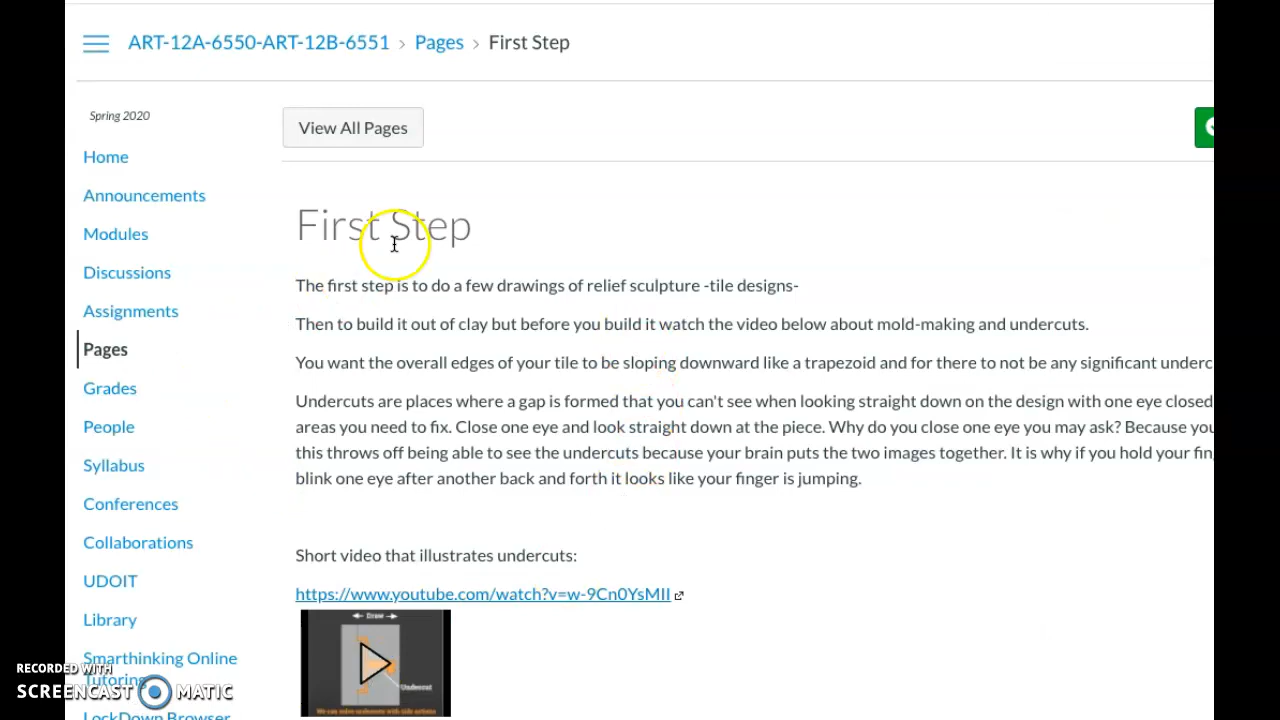 ART-12A-6550-ART-12B-6551 › Pages › First Step
Spring 2020
View All Pages
Home
Announcements
Modules
Discussions
Assignments
Pages
Grades
People
Syllabus
Conferences
Collaborations
UDOIT
Library
Smarthinking Online
Tutoring
LockDown Browser
First Step
The first step is to do a few drawings of relief sculpture -tile designs-
Then to build it out of clay but before you build it watch the video below about mold-making and undercuts.
You want the overall edges of your tile to be sloping downward like a trapezoid and for there to not be any significant underc
Undercuts are places where a gap is formed that you can't see when looking straight down on the design with one eye closed
areas you need to fix. Close one eye and look straight down at the piece. Why do you close one eye you may ask? Because you
this throws off being able to see the undercuts because your brain puts the two images together. It is why if you hold your fin
blink one eye after another back and forth it looks like your finger is jumping.
Short video that illustrates undercuts:
https://www.youtube.com/watch?v=w-9Cn0YsMII
Draw
Undercut
We can solve undercuts with side actions
RECORDED WITH
SCREENCAST MATIC